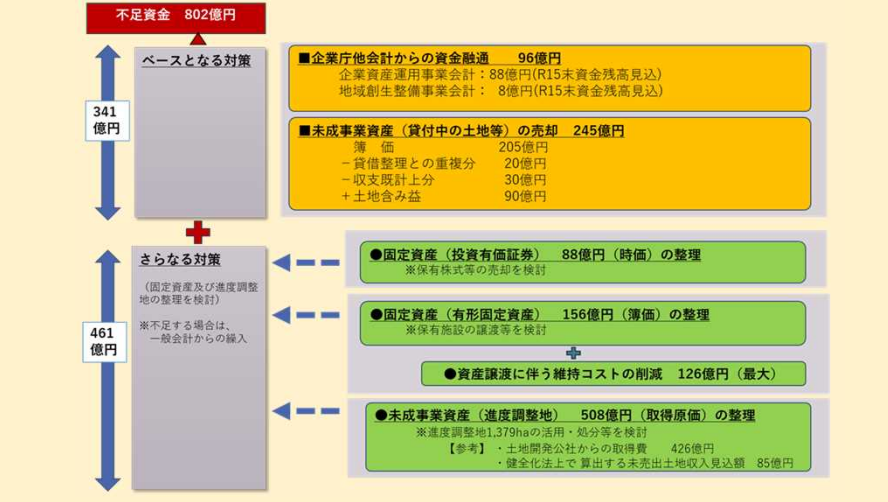 不足資金　802億円
ベースとなる対策
341
億円
■企業庁他会計からの資金融通　　96億円
企業資産運用事業会計：88億円(R15末資金残高見込)
地域創生整備事業会計：　8億円(R15末資金残高見込)
■未成事業資産（貸付中の土地等）の売却　245億円
簿　価　　　　　　　205億円
－貸借整理との重複分　　20億円
－収支既計上分　　　　　30億円
＋土地含み益　　　　　　90億円
さらなる対策
（固定資産及び進度調整
地の整理を検討）
※不足する場合は、
一般会計からの繰入
461
億円
●固定資産（投資有価証券）　88億円（時価）の整理
※保有株式等の売却を検討
●固定資産（有形固定資産）　156億円（簿価）の整理
※保有施設の譲渡等を検討
●資産譲渡に伴う維持コストの削減　126億円（最大）
●未成事業資産（進度調整地）　508億円（取得原価）の整理
※進度調整地1,379haの活用・処分等を検討
【参考】・土地開発公社からの取得費　　426億円
・健全化法上で 算出する未売出土地収入見込額　85億円